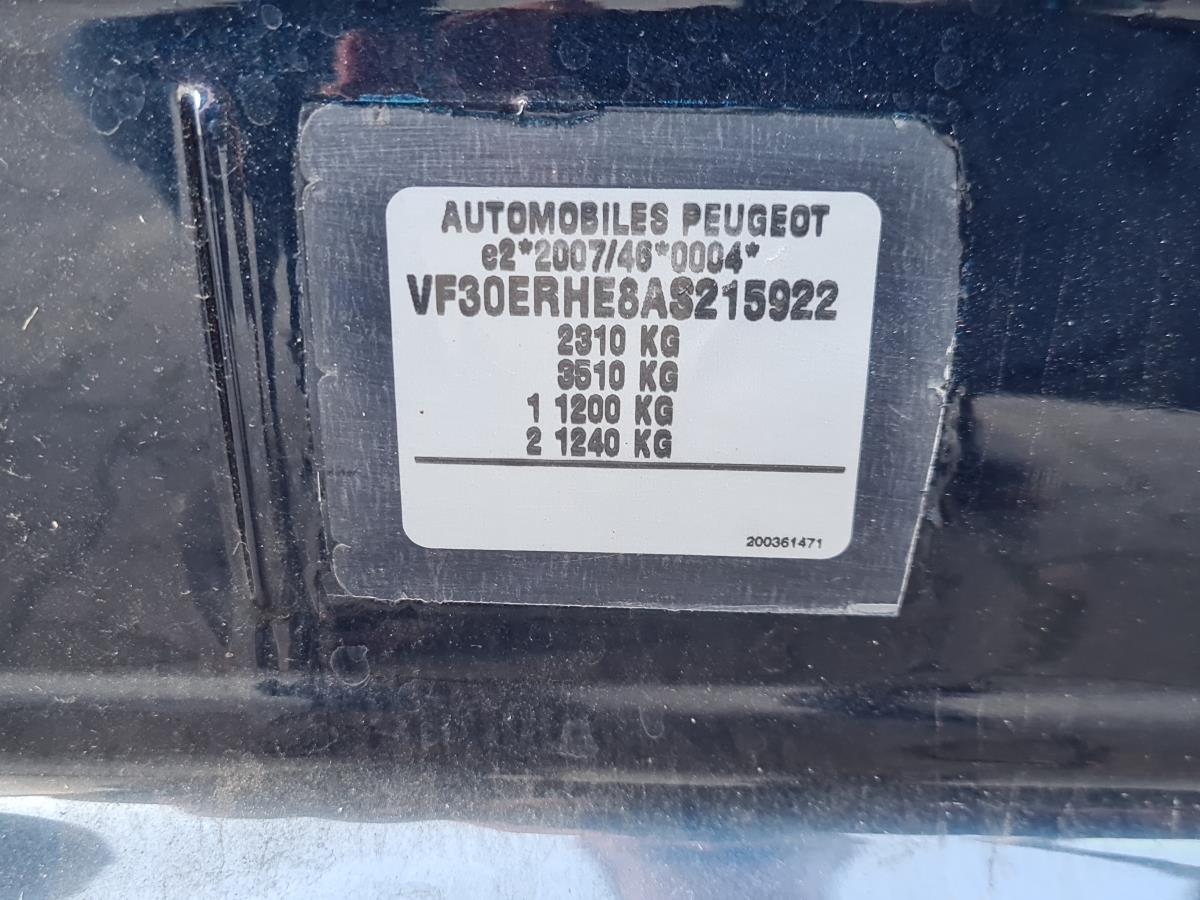 AUTOMOBILES PEUGEOT
e2*2007/46*0004*
VF30ERHE8AS215922
2310 KG
3510 KG
1 1200 KG
2 1240 KG
200361471